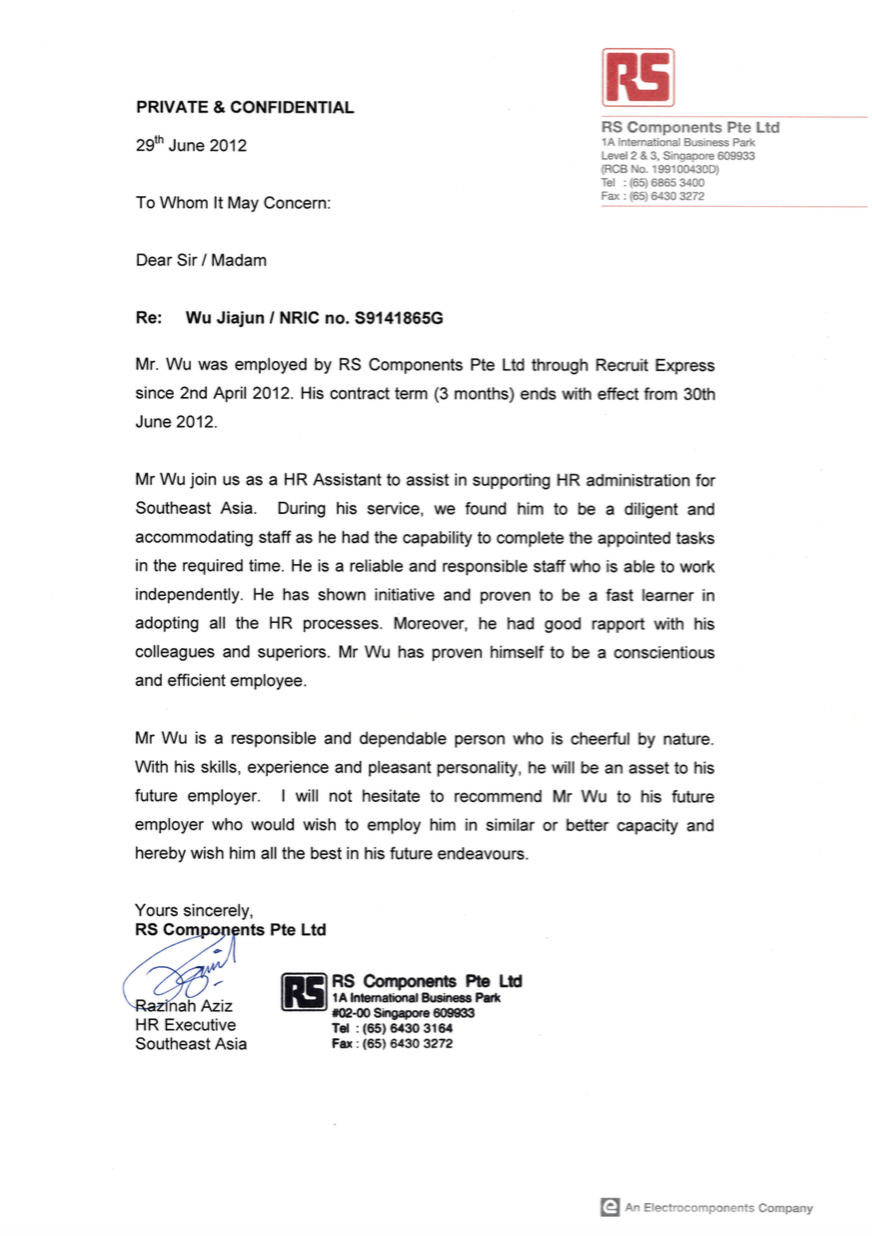 RS
PRIVATE & CONFIDENTIAL
29th June 2012
RS Components Pte Ltd
1A International Business Park
Level 2 & 3, Singapore 609933
(RCB No. 199100430D)
Tel : (65) 6865 3400
Fax : (65) 6430 3272
To Whom It May Concern:
Dear Sir / Madam
Re: Wu Jiajun / NRIC no. S9141865G
Mr. Wu was employed by RS Components Pte Ltd through Recruit Express
since 2nd April 2012. His contract term (3 months) ends with effect from 30th
June 2012.
Mr Wu join us as a HR Assistant to assist in supporting HR administration for
Southeast Asia. During his service, we found him to be a diligent and
accommodating staff as he had the capability to complete the appointed tasks
in the required time. He is a reliable and responsible staff who is able to work
independently. He has shown initiative and proven to be a fast learner in
adopting all the HR processes. Moreover, he had good rapport with his
colleagues and superiors. Mr Wu has proven himself to be a conscientious
and efficient employee.
Mr Wu is a responsible and dependable person who is cheerful by nature.
With his skills, experience and pleasant personality, he will be an asset to his
future employer. I will not hesitate to recommend Mr Wu to his future
employer who would wish to employ him in similar or better capacity and
hereby wish him all the best in his future endeavours.
Yours sincerely,
RS Components Pte Ltd
Razinah Aziz
HR Executive
Southeast Asia
RS
RS Components Pte Ltd
1A International Business Park
#02-00 Singapore 609933
Tel : (65) 6430 3164
Fax : (65) 6430 3272
e An Electrocomponents Company